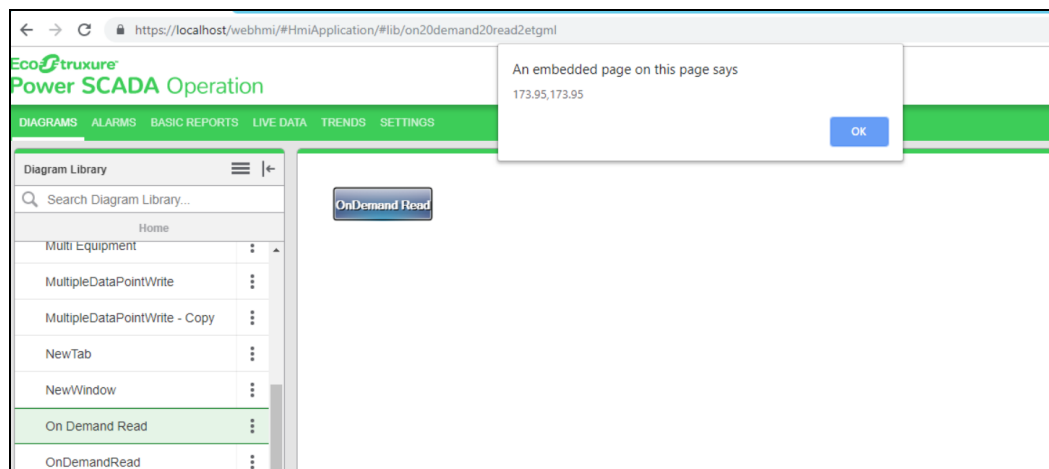 https://localhost/webhmi/#HmiApplication/#lib/on20demand20read2etgml
EcoStruxure
Power SCADA Operation
An embedded page on this page says
173.95,173.95
OK
DIAGRAMS ALARMS BASIC REPORTS LIVE DATA TRENDS SETTINGS
Diagram Library
Search Diagram Library...
Home
OnDemand Read
Multi Equipment
MultipleDataPointWrite
MultipleDataPointWrite - Copy
NewTab
NewWindow
On Demand Read
OnDemandRead